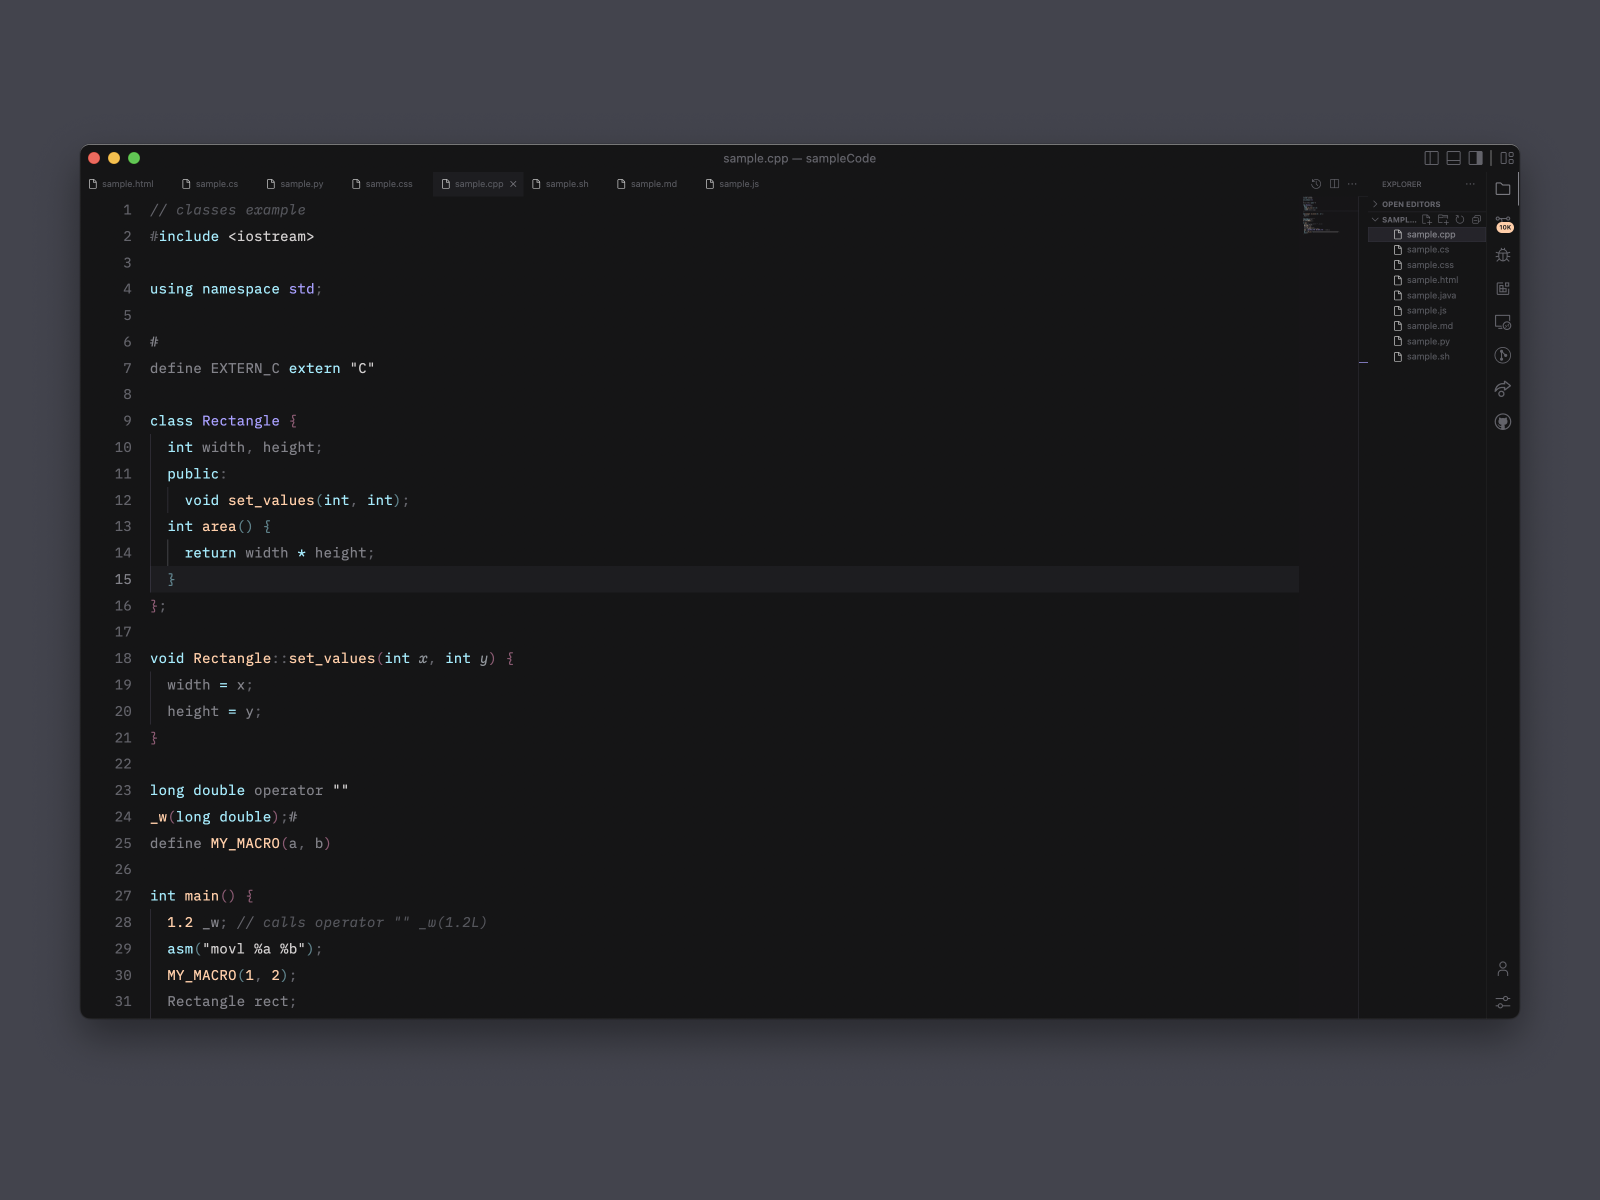 sample.cpp — sampleCode
sample.html sample.cs sample.py sample.css sample.cpp sample.sh sample.md sample.js
1 // classes example
2 #include <iostream>
3
4 using namespace std;
5
6 #
7 define EXTERN_C extern "C"
8
9 class Rectangle {
10 int width, height;
11 public:
12 void set_values(int, int);
13 int area() {
14 return width * height;
15 }
16 };
17
18 void Rectangle::set_values(int x, int y) {
19 width = x;
20 height = y;
21 }
22
23 long double operator ""
24 _w(long double);#
25 define MY_MACRO(a, b)
26
27 int main() {
28 1.2 _w; // calls operator "" _w(1.2L)
29 asm("movl %a %b");
30 MY_MACRO(1, 2);
31 Rectangle rect;
EXPLORER
OPEN EDITORS
SAMPL...
sample.cpp
sample.cs
sample.css
sample.html
sample.java
sample.js
sample.md
sample.py
sample.sh
10K